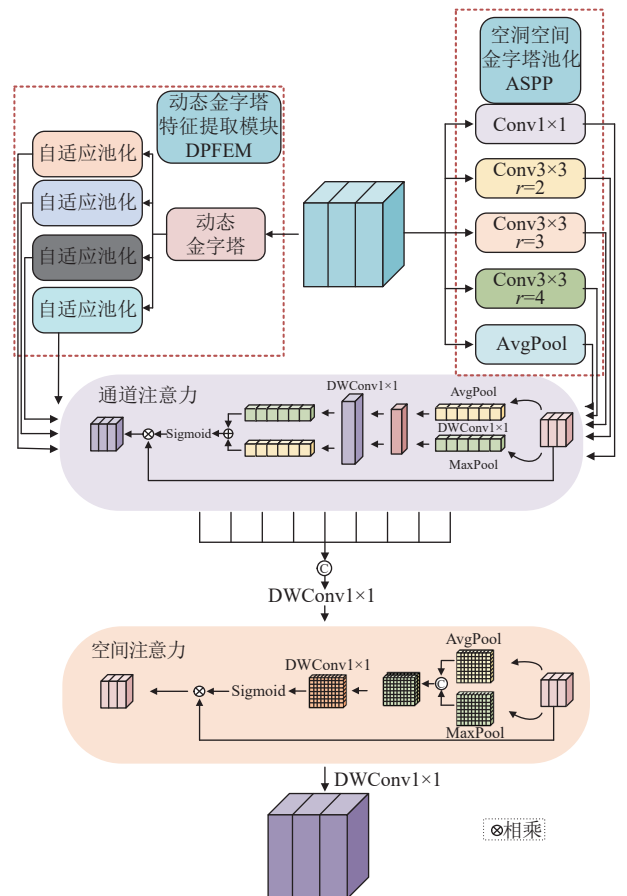 空洞空间
金字塔池化
ASPP
动态金字塔
特征提取模块
DPFEM
Conv1×1
自适应池化
Conv3×3
r=2
自适应池化
动态
金字塔
Conv3×3
r=3
自适应池化
Conv3×3
r=4
自适应池化
AvgPool
通道注意力
DWConv1×1
AvgPool
Sigmoid
DWConv1×1
MaxPool
C
DWConv1×1
空间注意力
AvgPool
DWConv1×1
Sigmoid
C
MaxPool
DWConv1×1
⊗相乘